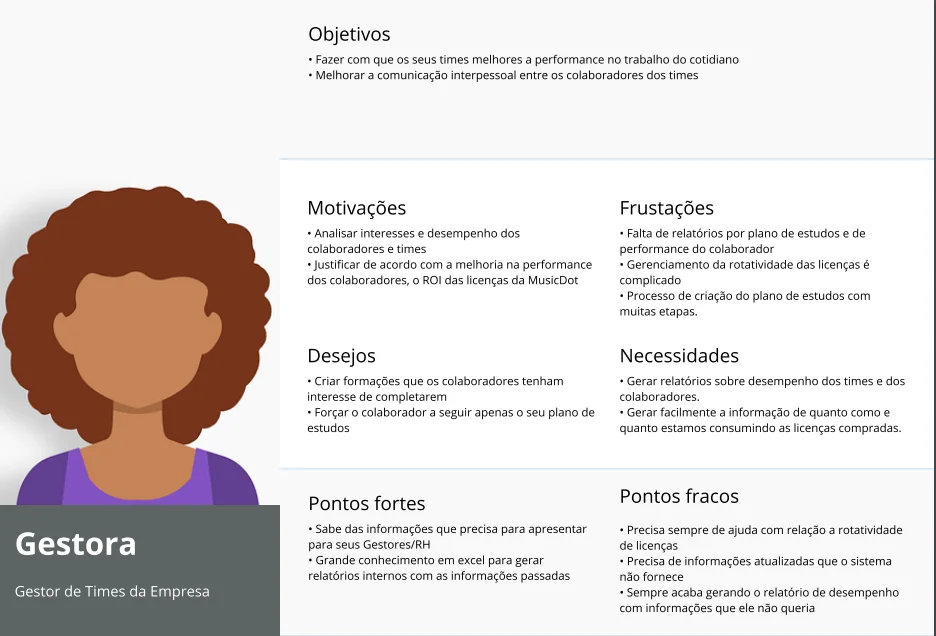 Objetivos
• Fazer com que os seus times melhores a performance no trabalho do cotidiano
• Melhorar a comunicação interpessoal entre os colaboradores dos times
Motivações
• Analisar interesses e desempenho dos
colaboradores e times
• Justificar de acordo com a melhoria na performance
dos colaboradores, o ROI das licenças da MusicDot
Frustações
• Falta de relatórios por plano de estudos e de
performance do colaborador
• Gerenciamento da rotatividade das licenças é
complicado
• Processo de criação do plano de estudos com
muitas etapas.
Desejos
• Criar formações que os colaboradores tenham
interesse de completarem
• Forçar o colaborador a seguir apenas o seu plano de
estudos
Necessidades
• Gerar relatórios sobre desempenho dos times e dos
colaboradores.
• Gerar facilmente a informação de quanto como e
quanto estamos consumindo as licenças compradas.
Pontos fortes
• Sabe das informações que precisa para apresentar
para seus Gestores/RH
• Grande conhecimento em excel para gerar
relatórios internos com as informações passadas
Pontos fracos
• Precisa sempre de ajuda com relação a rotatividade
de licenças
• Precisa de informações atualizadas que o sistema
não fornece
• Sempre acaba gerando o relatório de desempenho
com informações que ele não queria
Gestora
Gestor de Times da Empresa